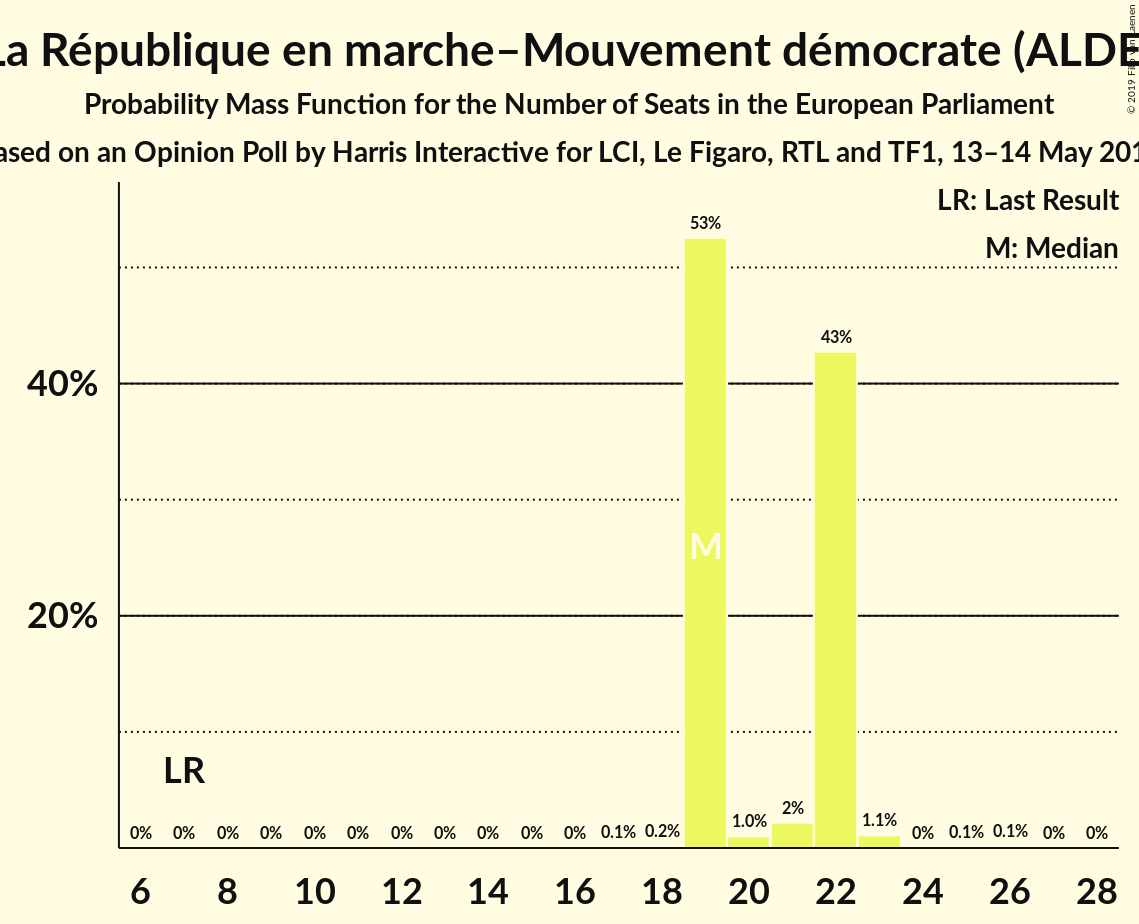 La République en marche–Mouvement démocrate (ALDE
Probability Mass Function for the Number of Seats in the European Parliament
ased on an Opinion Poll by Harris Interactive for LCI, Le Figaro, RTL and TF1, 13–14 May 201
© 2019 Filip van Laenen
LR: Last Result
M: Median
53%
43%
40%
M
20%
LR
0% 0% 0% 0% 0% 0% 0% 0% 0% 0% 0% 0.1% 0.2% 1.0% 2% 1.1% 0% 0.1% 0.1% 0% 0%
6 8 10 12 14 16 18 20 22 24 26 28